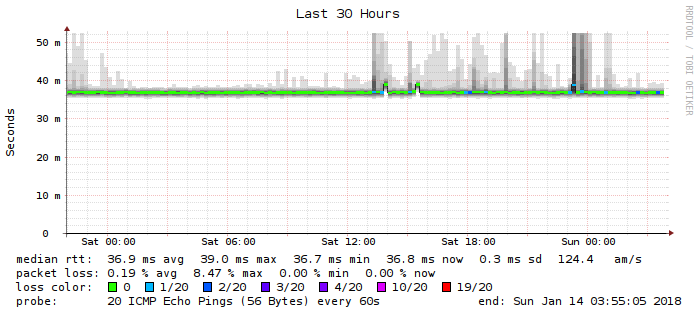 Last 30 Hours
RRDTOOL / TOBI OETIKER
Seconds
50 m
40 m
30 m
20 m
10 m
0
Sat 00:00 Sat 06:00 Sat 12:00 Sat 18:00 Sun 00:00
median rtt: 36.9 ms avg 39.0 ms max 36.7 ms min 36.8 ms now 0.3 ms sd 124.4 am/s
packet loss: 0.19 % avg 8.47 % max 0.00 % min 0.00 % now
loss color: 0 1/20 2/20 3/20 4/20 10/20 19/20
probe: 20 ICMP Echo Pings (56 Bytes) every 60s end: Sun Jan 14 03:55:05 2018